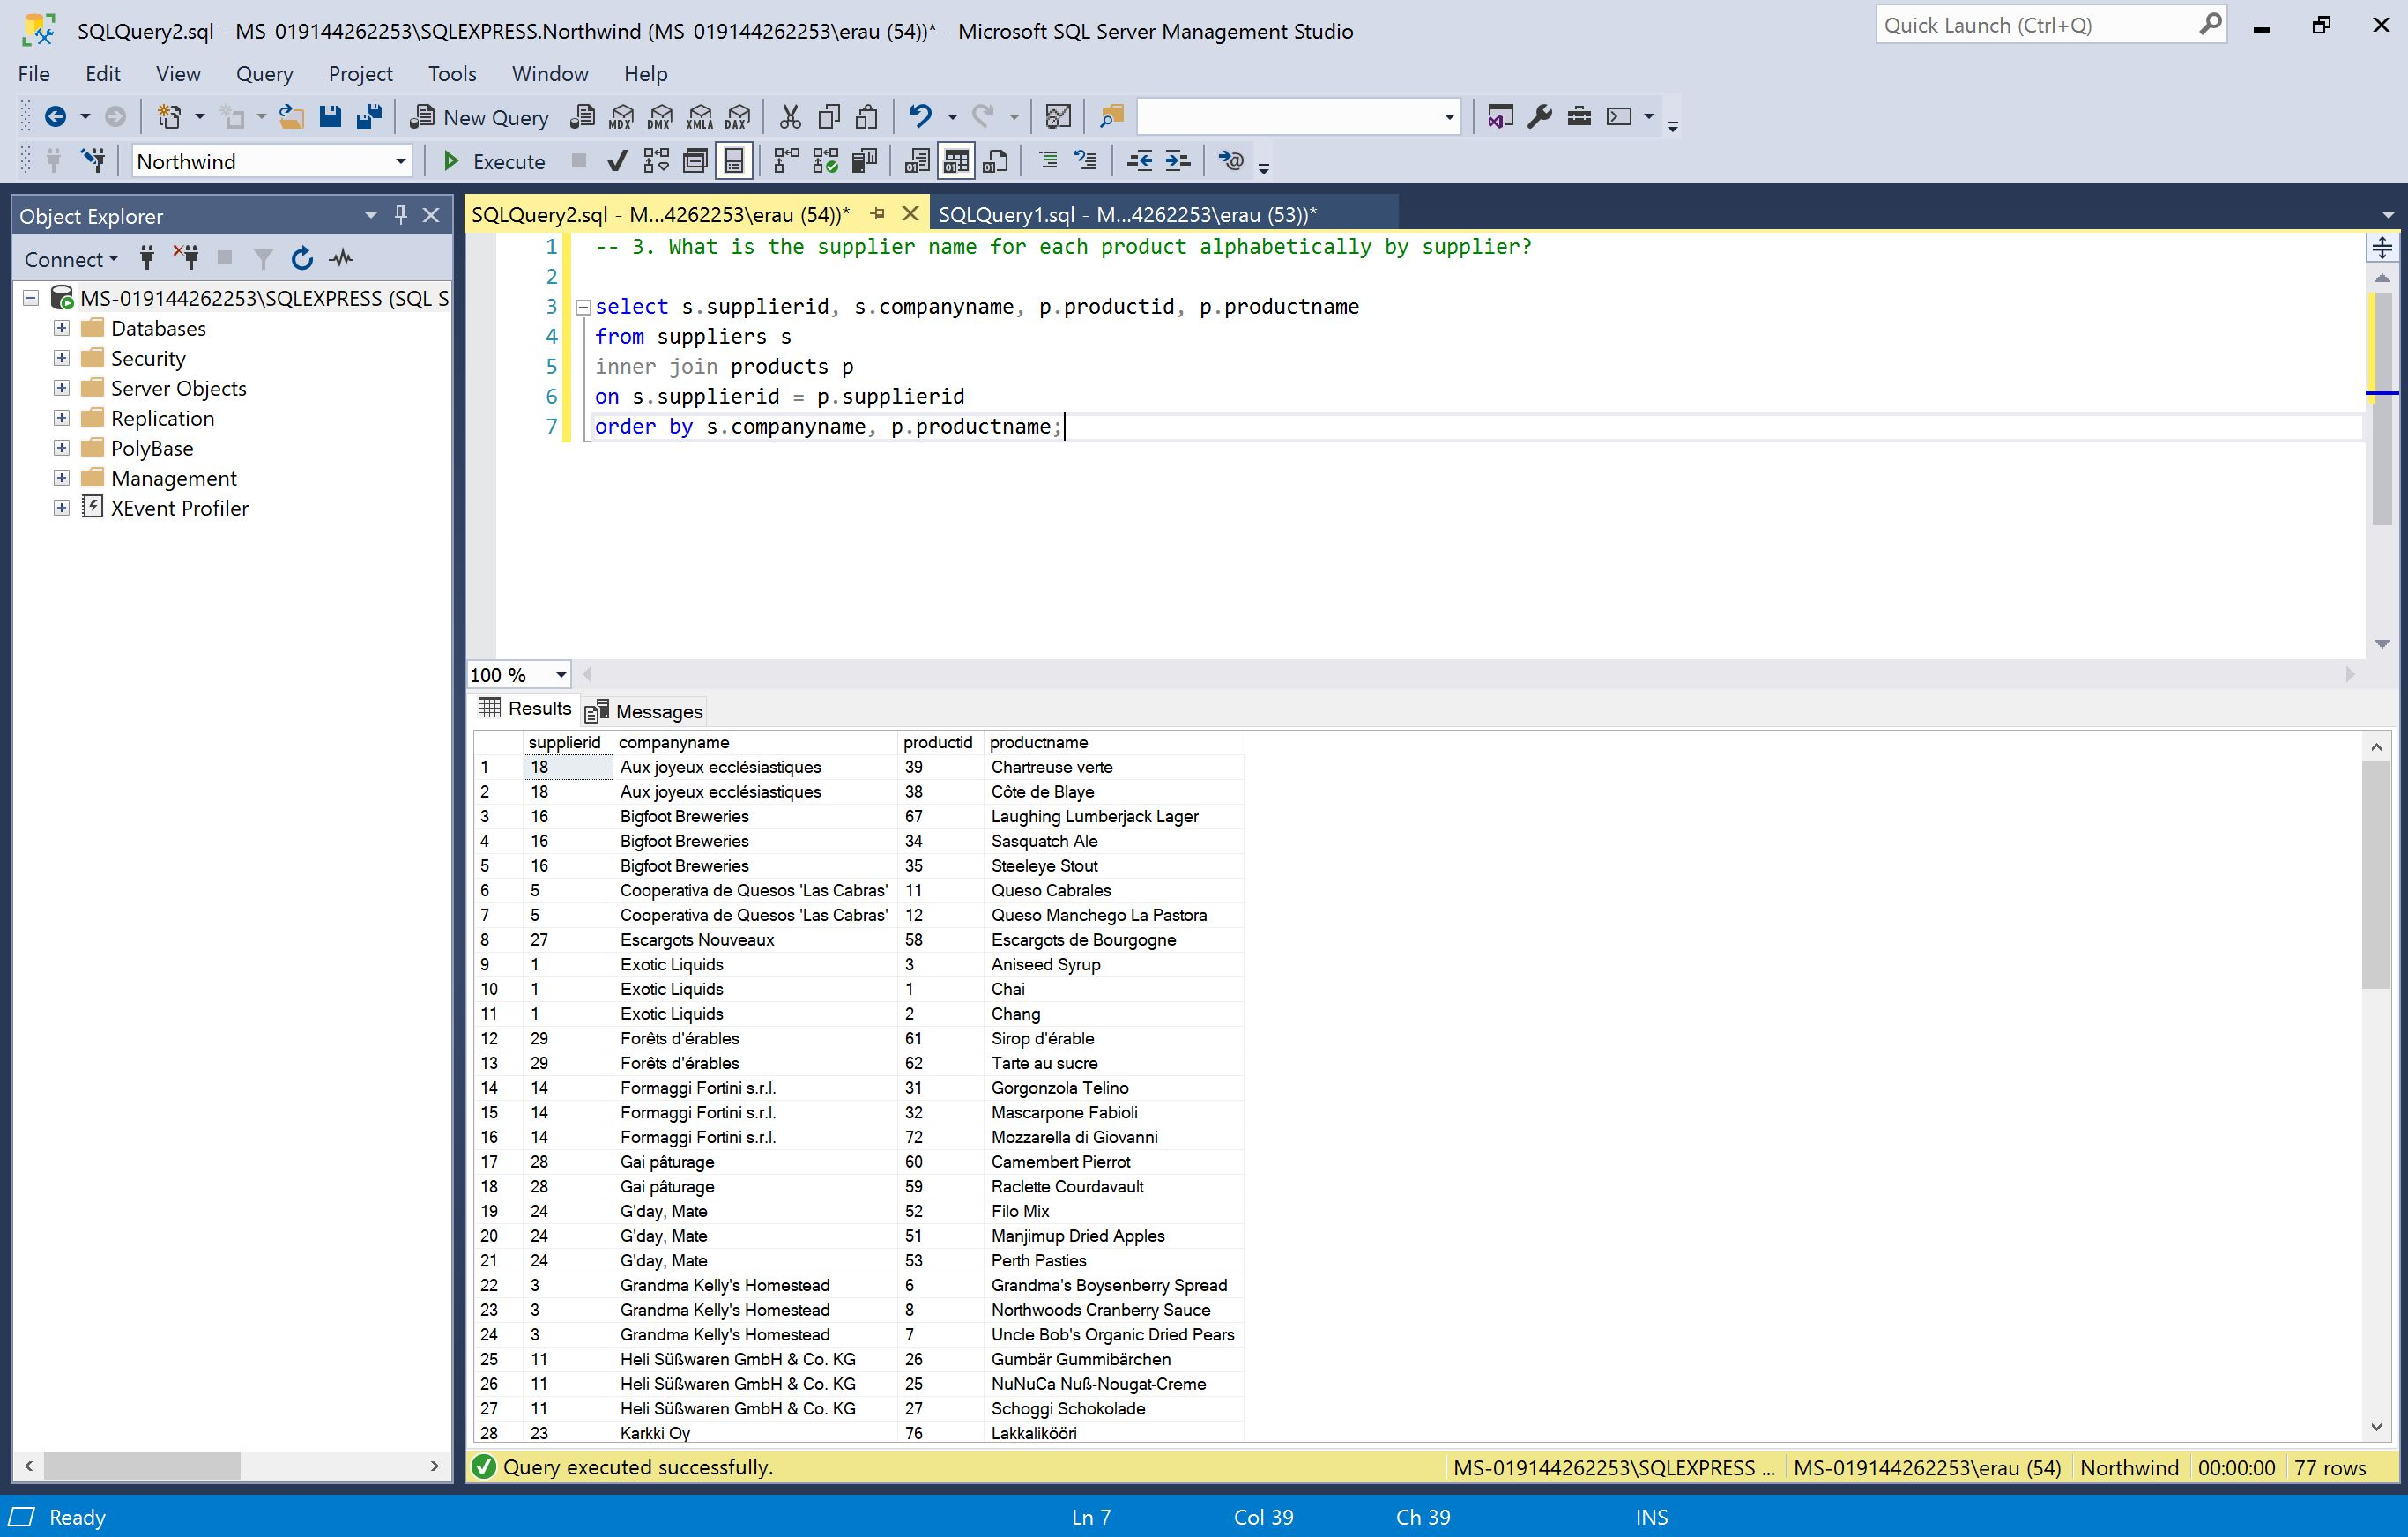 SQLQuery2.sql - MS-019144262253\SQLEXPRESS.Northwind (MS-019144262253\erau (54))* - Microsoft SQL Server Management Studio
Quick Launch (Ctrl+Q)
File Edit View Query Project Tools Window Help
New Query MDX DMX XMLA DAX
Northwind Execute
Object Explorer
Connect
MS-019144262253\SQLEXPRESS (SQL S
Databases
Security
Server Objects
Replication
PolyBase
Management
XEvent Profiler
SQLQuery2.sql - M...4262253\erau (54))* SQLQuery1.sql - M...4262253\erau (53))*
1 -- 3. What is the supplier name for each product alphabetically by supplier?
2
3 select s.supplierid, s.companyname, p.productid, p.productname
4 from suppliers s
5 inner join products p
6 on s.supplierid = p.supplierid
7 order by s.companyname, p.productname;
100 %
Results Messages
supplierid companyname productid productname
1 18 Aux joyeux ecclésiastiques 39 Chartreuse verte
2 18 Aux joyeux ecclésiastiques 38 Côte de Blaye
3 16 Bigfoot Breweries 67 Laughing Lumberjack Lager
4 16 Bigfoot Breweries 34 Sasquatch Ale
5 16 Bigfoot Breweries 35 Steeleye Stout
6 5 Cooperativa de Quesos 'Las Cabras' 11 Queso Cabrales
7 5 Cooperativa de Quesos 'Las Cabras' 12 Queso Manchego La Pastora
8 27 Escargots Nouveaux 58 Escargots de Bourgogne
9 1 Exotic Liquids 3 Aniseed Syrup
10 1 Exotic Liquids 1 Chai
11 1 Exotic Liquids 2 Chang
12 29 Forêts d'érables 61 Sirop d'érable
13 29 Forêts d'érables 62 Tarte au sucre
14 14 Formaggi Fortini s.r.l. 31 Gorgonzola Telino
15 14 Formaggi Fortini s.r.l. 32 Mascarpone Fabioli
16 14 Formaggi Fortini s.r.l. 72 Mozzarella di Giovanni
17 28 Gai pâturage 60 Camembert Pierrot
18 28 Gai pâturage 59 Raclette Courdavault
19 24 G'day, Mate 52 Filo Mix
20 24 G'day, Mate 51 Manjimup Dried Apples
21 24 G'day, Mate 53 Perth Pasties
22 3 Grandma Kelly's Homestead 6 Grandma's Boysenberry Spread
23 3 Grandma Kelly's Homestead 8 Northwoods Cranberry Sauce
24 3 Grandma Kelly's Homestead 7 Uncle Bob's Organic Dried Pears
25 11 Heli Süßwaren GmbH & Co. KG 26 Gumbär Gummibärchen
26 11 Heli Süßwaren GmbH & Co. KG 25 NuNuCa Nuß-Nougat-Creme
27 11 Heli Süßwaren GmbH & Co. KG 27 Schoggi Schokolade
28 23 Karkki Oy 76 Lakkalikööri
Query executed successfully. MS-019144262253\SQLEXPRESS ... MS-019144262253\erau (54) Northwind 00:00:00 77 rows
Ready Ln 7 Col 39 Ch 39 INS